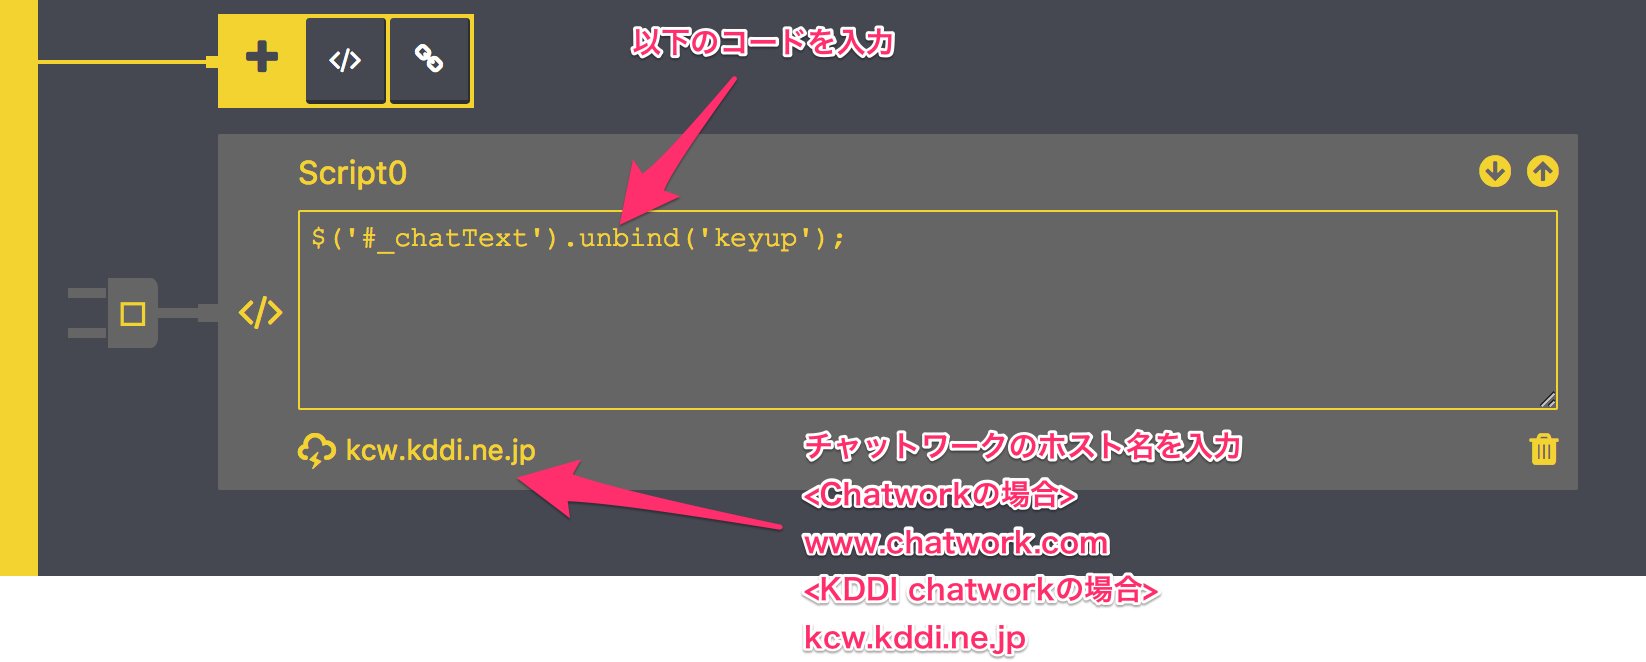 以下のコードを入力
</>
Script0
$('#_chatText').unbind('keyup');
</>
kcw.kddi.ne.jp
チャットワークのホスト名を入力
<Chatworkの場合>
www.chatwork.com
<KDDI chatworkの場合>
kcw.kddi.ne.jp